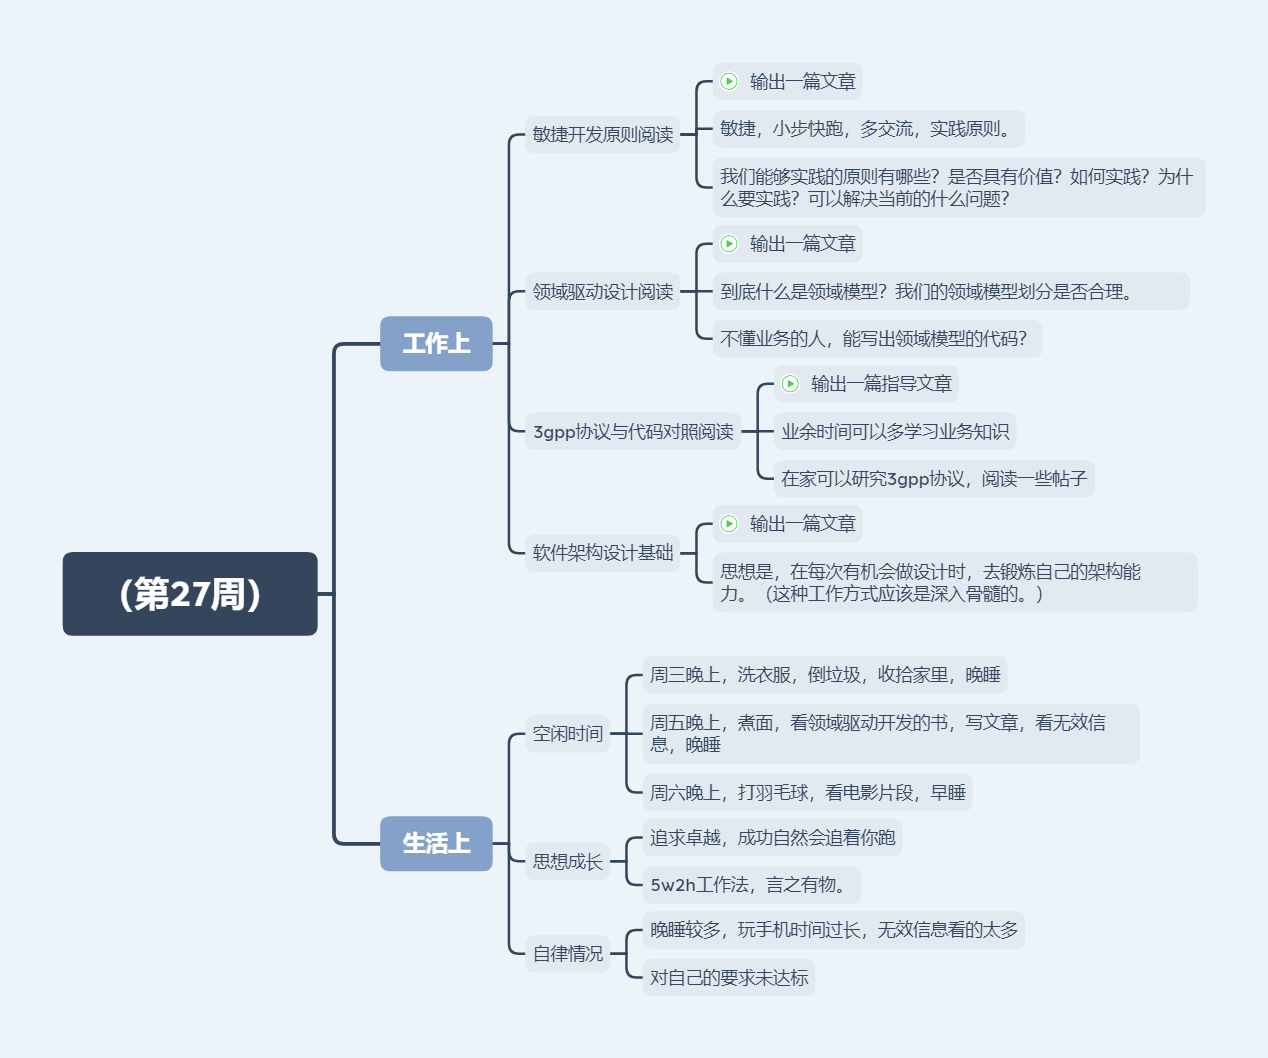 (第27周)
工作上
敏捷开发原则阅读
输出一篇文章
敏捷，小步快跑，多交流，实践原则。
我们能够实践的原则有哪些？是否具有价值？如何实践？为什
么要实践？可以解决当前的什么问题？
领域驱动设计阅读
输出一篇文章
到底什么是领域模型？我们的领域模型划分是否合理。
不懂业务的人，能写出领域模型的代码？
3gpp协议与代码对照阅读
输出一篇指导文章
业余时间可以多学习业务知识
在家可以研究3gpp协议，阅读一些帖子
软件架构设计基础
输出一篇文章
思想是，在每次有机会做设计时，去锻炼自己的架构能
力。（这种工作方式应该是深入骨髓的。）
生活上
空闲时间
周三晚上，洗衣服，倒垃圾，收拾家里，晚睡
周五晚上，煮面，看领域驱动开发的书，写文章，看无效信
息，晚睡
周六晚上，打羽毛球，看电影片段，早睡
思想成长
追求卓越，成功自然会追着你跑
5w2h工作法，言之有物。
自律情况
晚睡较多，玩手机时间过长，无效信息看的太多
对自己的要求未达标